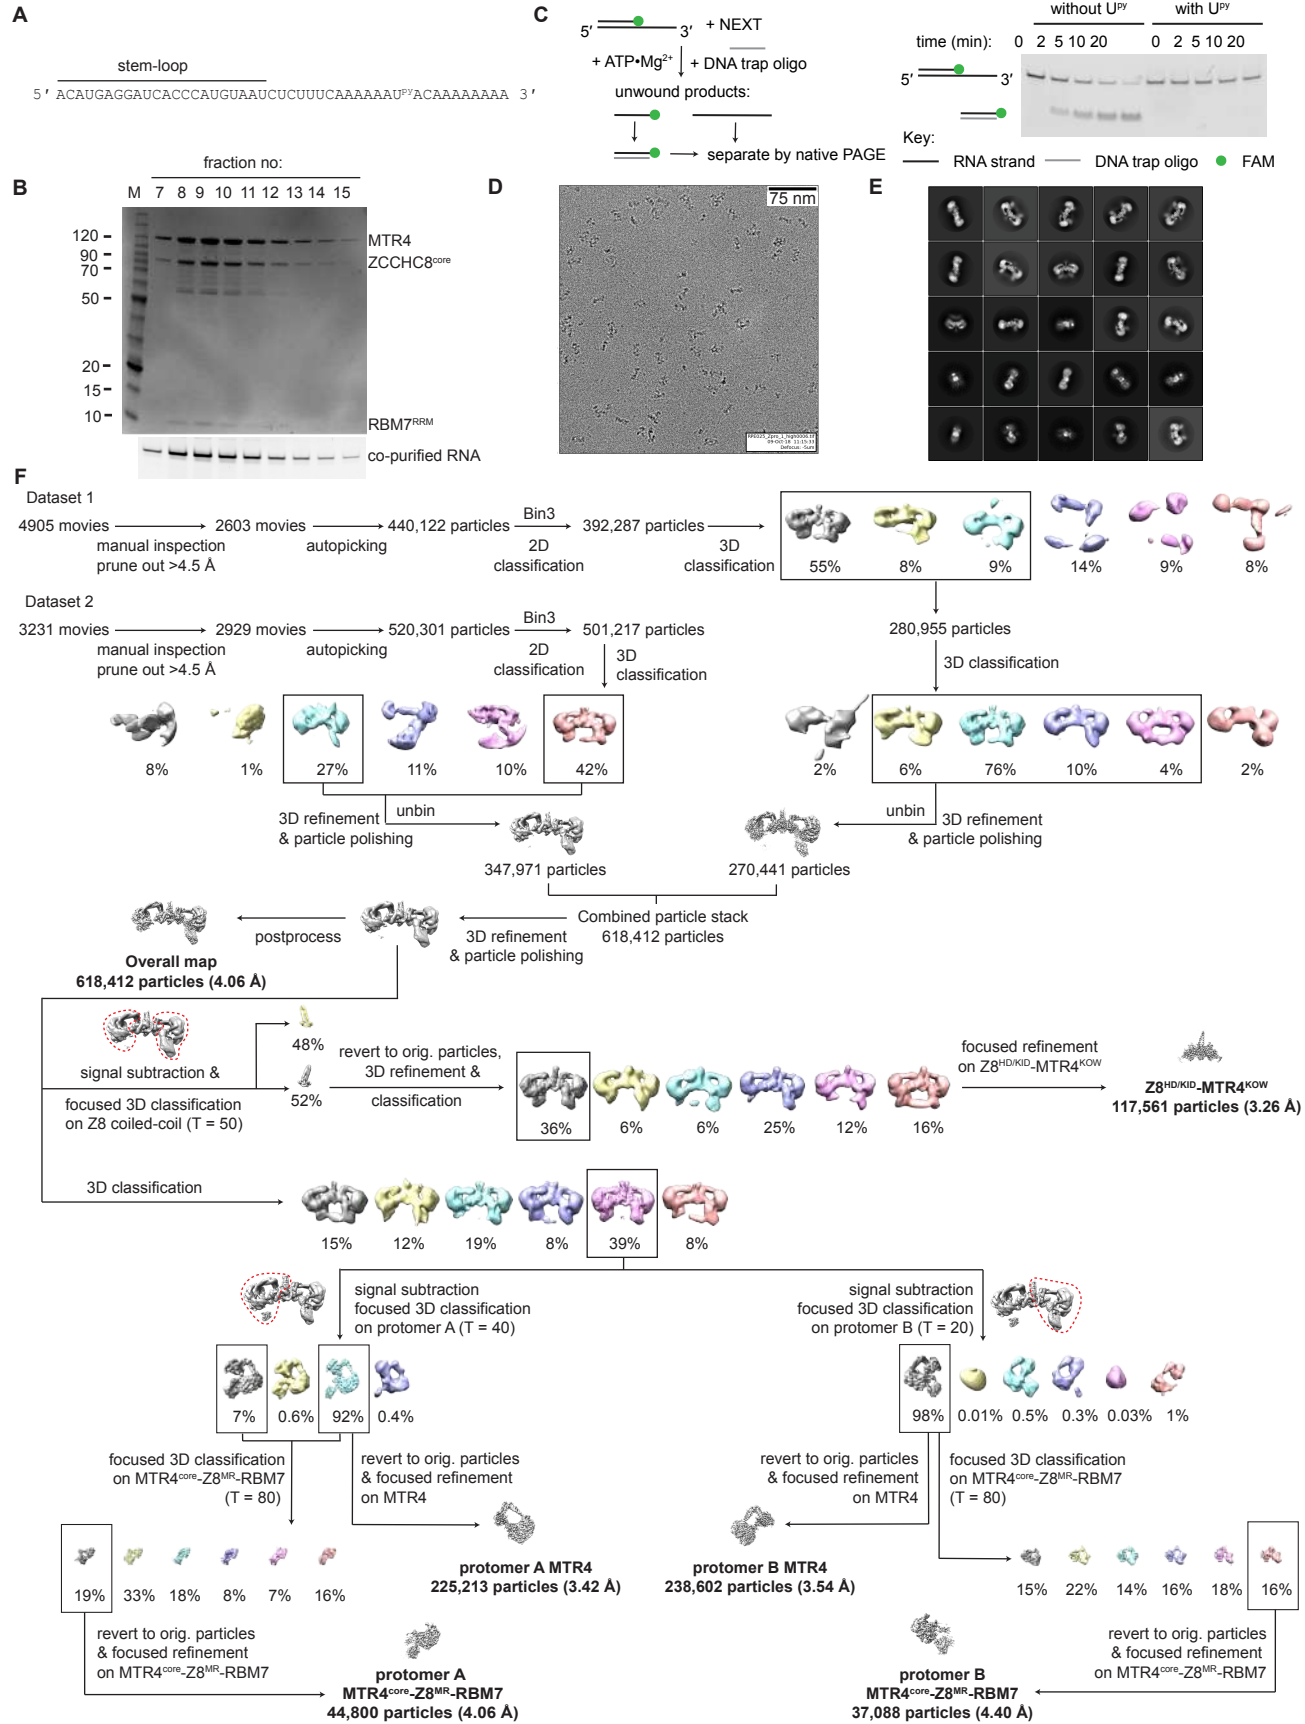 A
stem-loop
5′ ACAUGAGGAUCACCCAUGUAAUCUCUUUCAAAAAAUᵖʸACAAAAAAAA 3′
B
fraction no:
M 7 8 9 10 11 12 13 14 15
120
90
70
50
20
15
10
MTR4
ZCCHC8ᶜᵒʳᵉ
RBM7ᴿᴿᴹ
co-purified RNA
C
5′ 3′ + NEXT
+ ATP•Mg²⁺ + DNA trap oligo
unwound products:
separate by native PAGE
without Uᵖʸ with Uᵖʸ
time (min): 0 2 5 10 20 0 2 5 10 20
5′ 3′
Key:
RNA strand DNA trap oligo FAM
D
75 nm
E
F
Dataset 1
4905 movies 2603 movies 440,122 particles Bin3 392,287 particles
manual inspection
prune out >4.5 Å
autopicking
2D
classification
3D
classification
55% 8% 9% 14% 9% 8%
Dataset 2
3231 movies 2929 movies 520,301 particles Bin3 501,217 particles
manual inspection
prune out >4.5 Å
autopicking
2D
classification
3D
classification
280,955 particles
3D classification
8% 1% 27% 11% 10% 42%
2% 6% 76% 10% 4% 2%
3D refinement
& particle polishing
unbin
unbin
3D refinement
& particle polishing
347,971 particles
270,441 particles
Combined particle stack
618,412 particles
3D refinement
& particle polishing
postprocess
Overall map
618,412 particles (4.06 Å)
signal subtraction &
focused 3D classification
on Z8 coiled-coil (T = 50)
48%
52%
revert to orig. particles,
3D refinement &
classification
36% 6% 6% 25% 12% 16%
focused refinement
on Z8ᴴᴰ/ᴷᴵᴰ-MTR4ᴷᴼᵂ
Z8ᴴᴰ/ᴷᴵᴰ-MTR4ᴷᴼᵂ
117,561 particles (3.26 Å)
3D classification
15% 12% 19% 8% 39% 8%
signal subtraction
focused 3D classification
on protomer A (T = 40)
signal subtraction
focused 3D classification
on protomer B (T = 20)
7% 0.6% 92% 0.4%
98% 0.01% 0.5% 0.3% 0.03% 1%
focused 3D classification
on MTR4ᶜᵒʳᵉ-Z8ᴹᴿ-RBM7
(T = 80)
revert to orig. particles
& focused refinement
on MTR4
revert to orig. particles
& focused refinement
on MTR4
focused 3D classification
on MTR4ᶜᵒʳᵉ-Z8ᴹᴿ-RBM7
(T = 80)
protomer A MTR4
225,213 particles (3.42 Å)
protomer B MTR4
238,602 particles (3.54 Å)
19% 33% 18% 8% 7% 16%
15% 22% 14% 16% 18% 16%
revert to orig. particles
& focused refinement
on MTR4ᶜᵒʳᵉ-Z8ᴹᴿ-RBM7
protomer A
MTR4ᶜᵒʳᵉ-Z8ᴹᴿ-RBM7
44,800 particles (4.06 Å)
protomer B
MTR4ᶜᵒʳᵉ-Z8ᴹᴿ-RBM7
37,088 particles (4.40 Å)
revert to orig. particles
& focused refinement
on MTR4ᶜᵒʳᵉ-Z8ᴹᴿ-RBM7